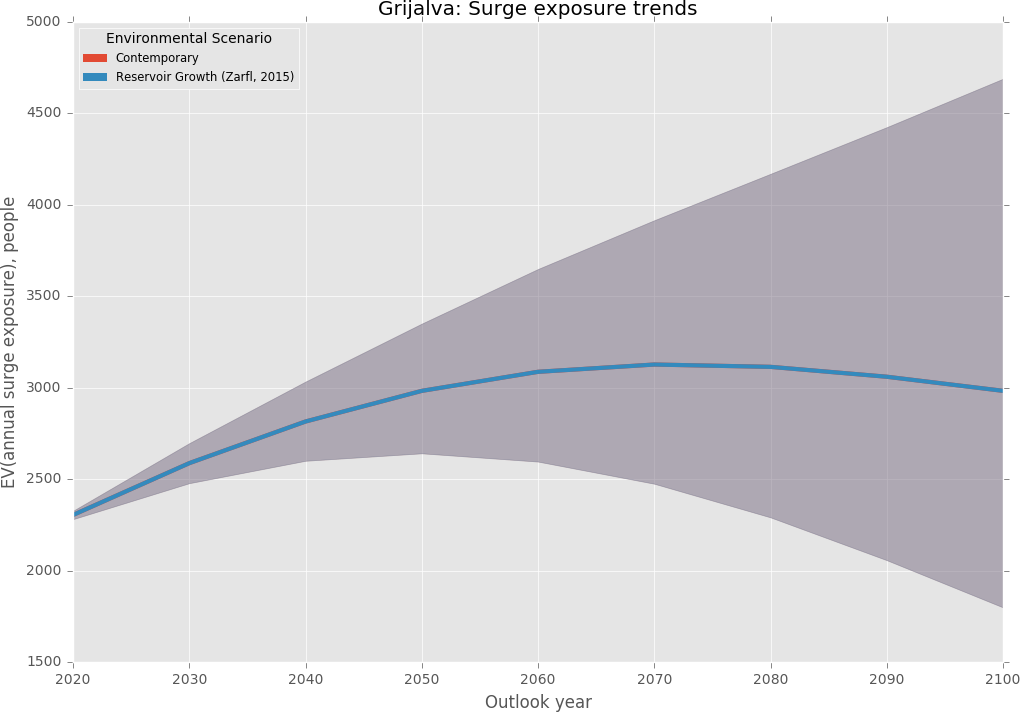 Grijalva: Surge exposure trends
Environmental Scenario
Contemporary
Reservoir Growth (Zarfl, 2015)
EV(annual surge exposure), people
5000
4500
4000
3500
3000
2500
2000
1500
2020 2030 2040 2050 2060 2070 2080 2090 2100
Outlook year